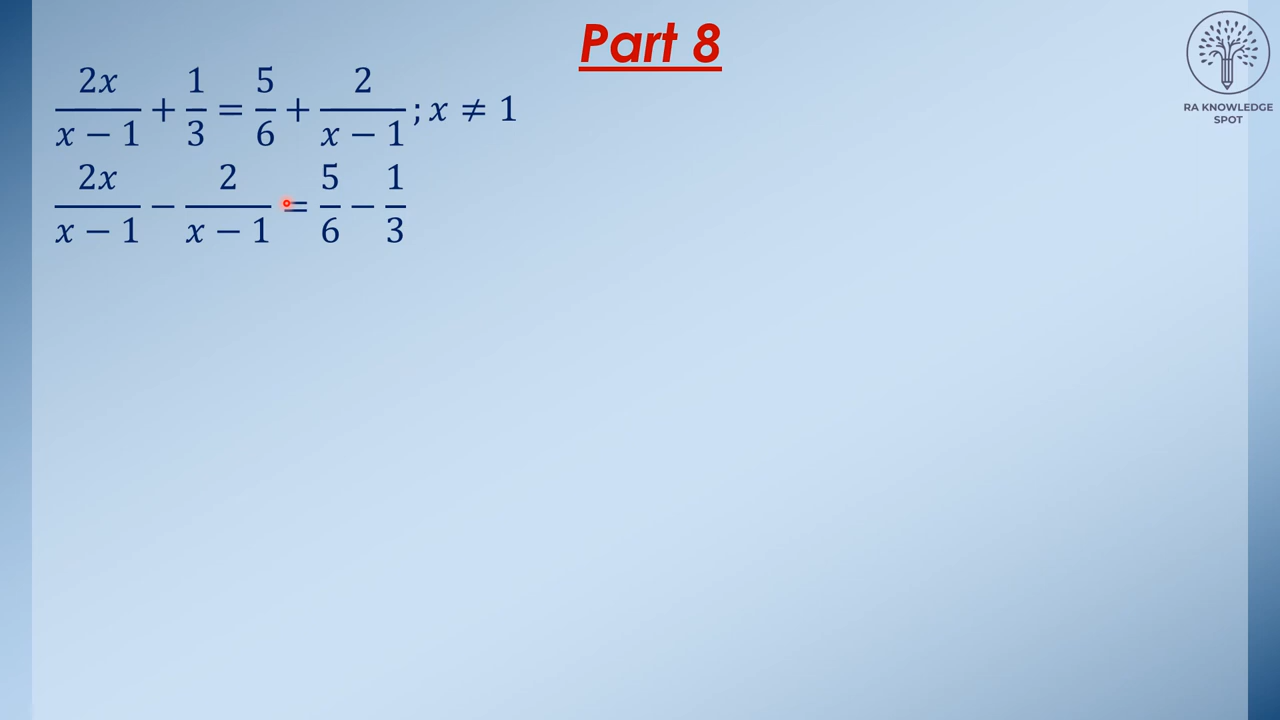 Part 8
RA KNOWLEDGE
SPOT
2x/(x − 1) + 1/3 = 5/6 + 2/(x − 1) ; x ≠ 1
2x/(x − 1) − 2/(x − 1) = 5/6 − 1/3